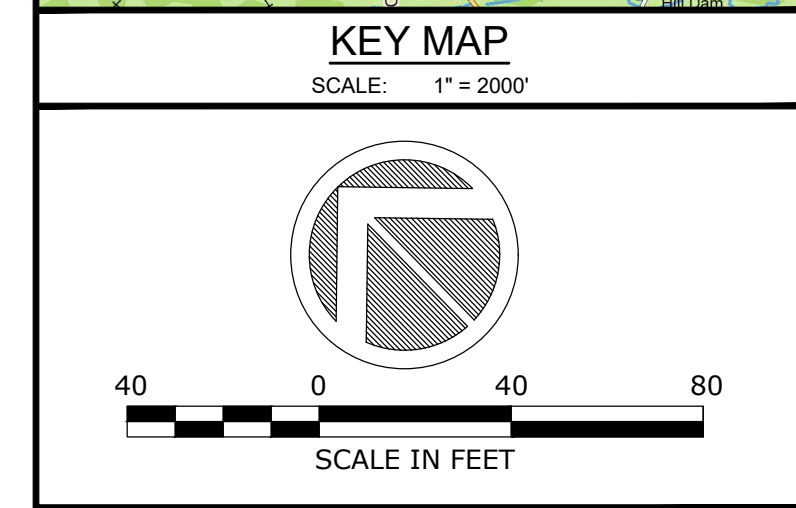 Hill Dam
KEY MAP
SCALE: 1" = 2000'
40 0 40 80
SCALE IN FEET